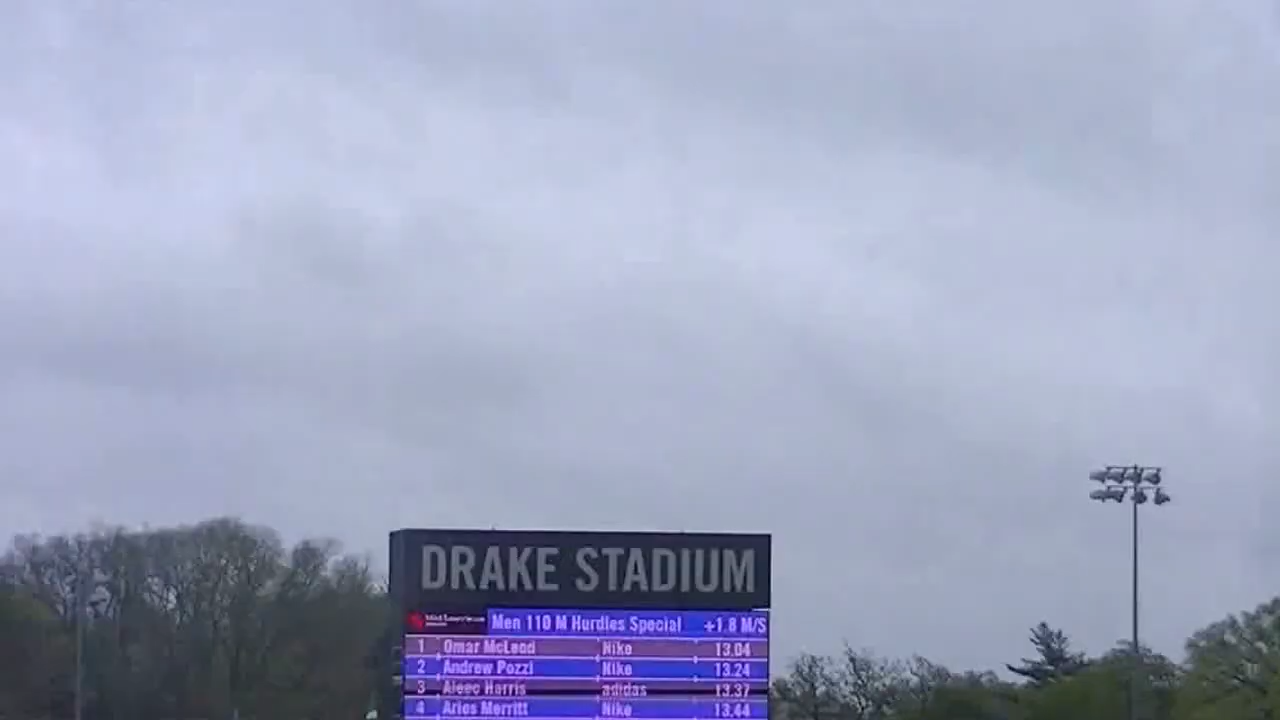 DRAKE STADIUM
Men 110 M Hurdles Special +1.8 M/S
1 Omar McLeod Nike 13.04
2 Andrew Pozzi Nike 13.24
3 Aleec Harris adidas 13.37
4 Aries Merritt Nike 13.44